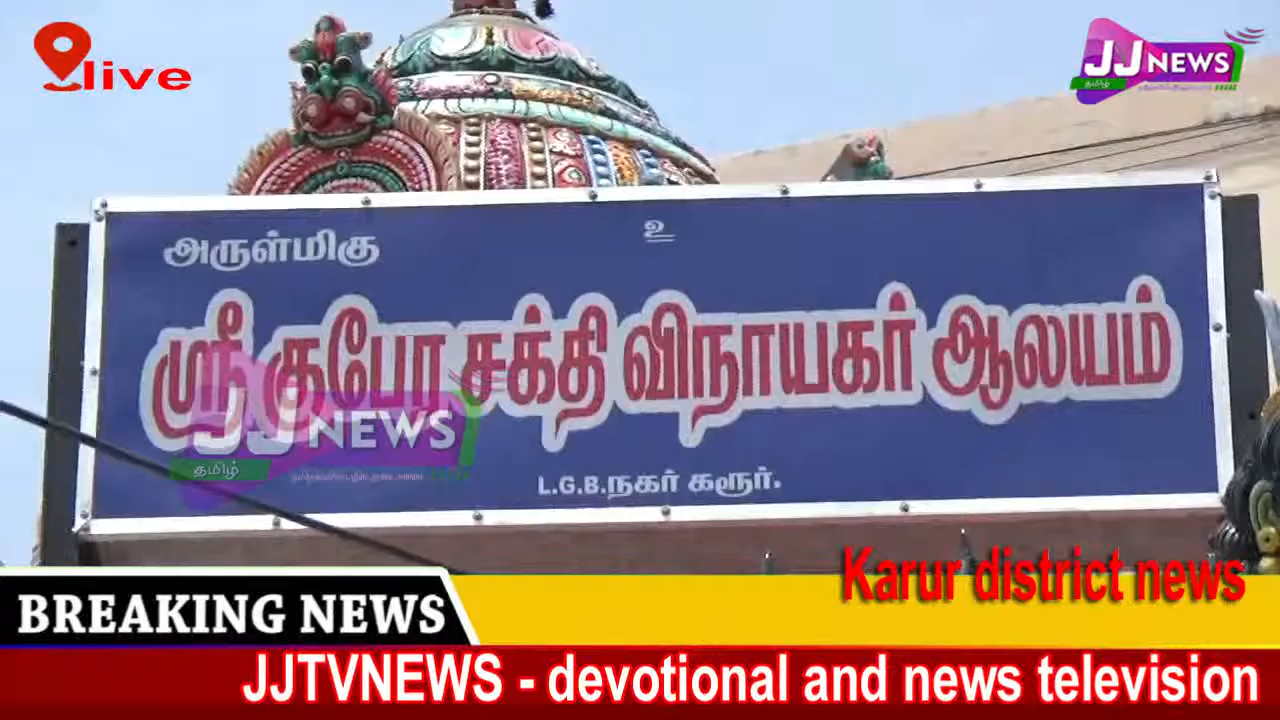 live
JJ NEWS
தமிழ்
அருள்மிகு
உ
ஸ்ரீ குபேர சக்தி விநாயகர் ஆலயம்
JJ NEWS
தமிழ்
L.G.B.நகர் கரூர்.
Karur district news
BREAKING NEWS
JJTVNEWS - devotional and news television